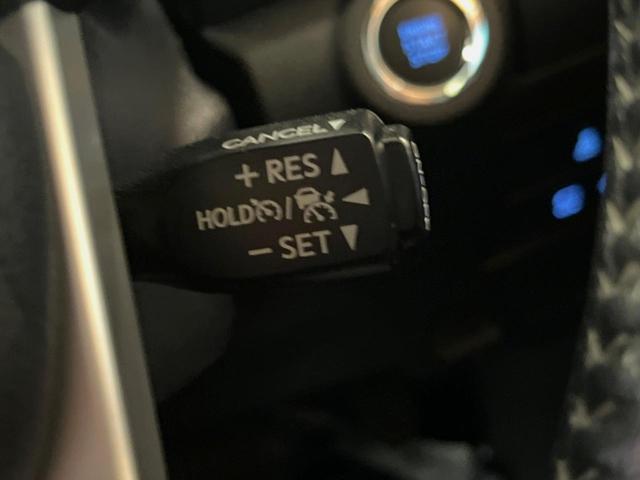 CANCEL
+ RES
HOLD /
– SET